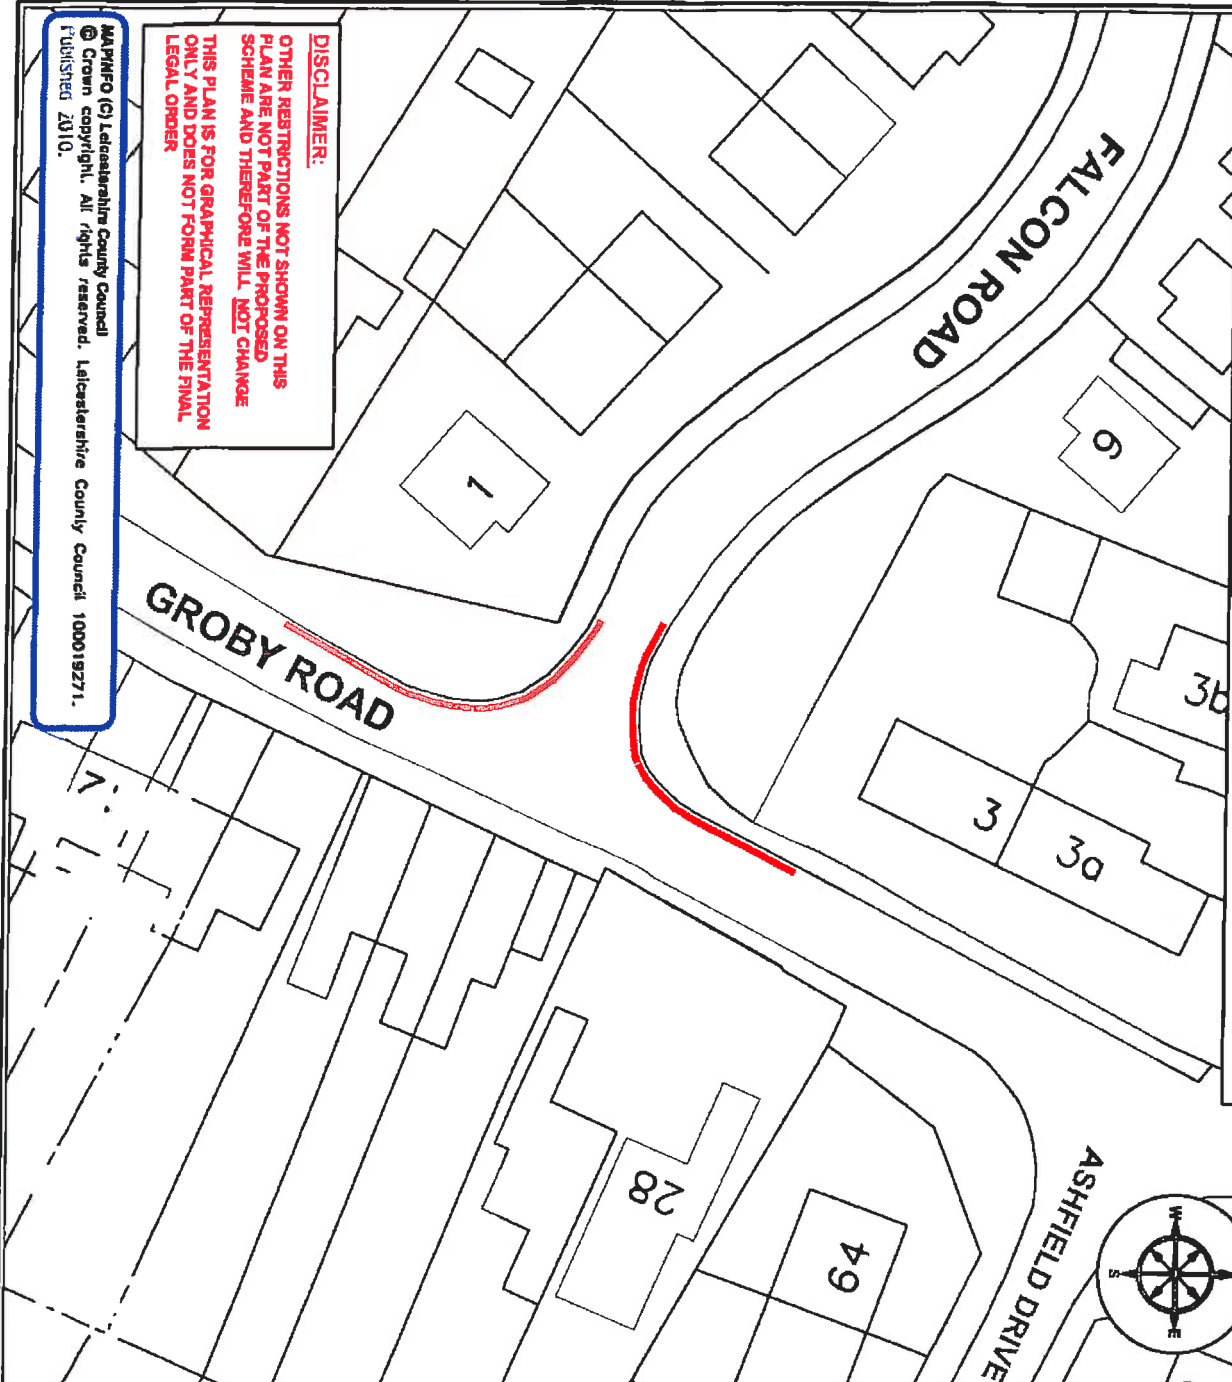 DISCLAIMER:
OTHER RESTRICTIONS NOT SHOWN ON THIS
PLAN ARE NOT PART OF THE PROPOSED
SCHEME AND THEREFORE WILL NOT CHANGE
THIS PLAN IS FOR GRAPHICAL REPRESENTATION
ONLY AND DOES NOT FORM PART OF THE FINAL
LEGAL ORDER
MAPINFO (C) Leicestershire County Council
© Crown copyright. All rights reserved. Leicestershire County Council 100019271.
Published 2010.
FALCON ROAD
GROBY ROAD
ASHFIELD DRIVE
1
9
3b
3
3a
28
64
7
W
S
E